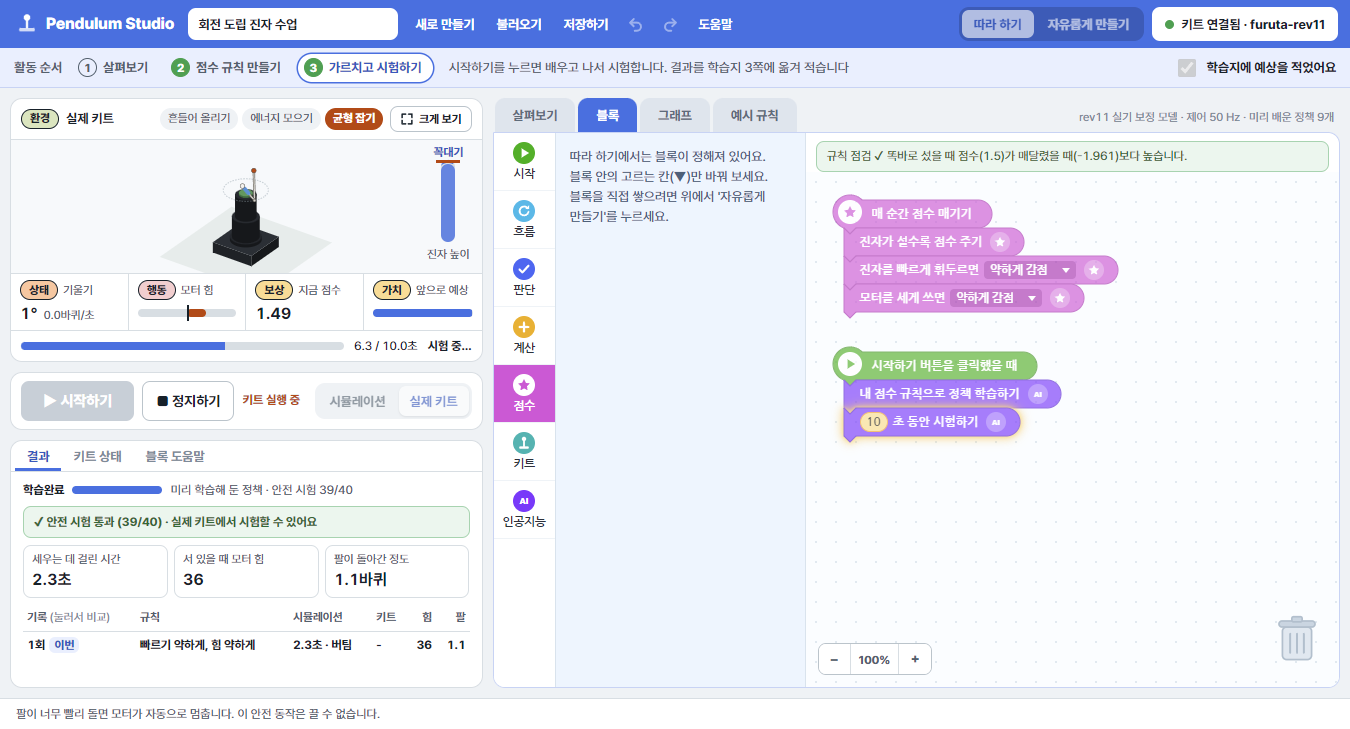 Pendulum Studio
회전 도립 진자 수업
새로 만들기
불러오기
저장하기
도움말
따라 하기
자유롭게 만들기
키트 연결됨 · furuta-rev11
활동 순서
1 살펴보기
2 점수 규칙 만들기
3 가르치고 시험하기
시작하기를 누르면 배우고 나서 시험합니다. 결과를 학습지 3쪽에 옮겨 적습니다
학습지에 예상을 적었어요
환경 실제 키트
흔들어 올리기
에너지 모으기
균형 잡기
크게 보기
꼭대기
진자 높이
상태 기울기
1° 0.0바퀴/초
행동 모터 힘
보상 지금 점수
1.49
가치 앞으로 예상
6.3 / 10.0초 시험 중...
▶ 시작하기
■ 정지하기
키트 실행 중
시뮬레이션
실제 키트
결과
키트 상태
블록 도움말
학습완료
미리 학습해 둔 정책 · 안전 시험 39/40
✓ 안전 시험 통과 (39/40) · 실제 키트에서 시험할 수 있어요
세우는 데 걸린 시간
2.3초
서 있을 때 모터 힘
36
팔이 돌아간 정도
1.1바퀴
기록 (눌러서 비교) 규칙 시뮬레이션 키트 힘 팔
1회 이번 빠르기 약하게, 힘 약하게 2.3초 · 버팀 - 36 1.1
살펴보기
블록
그래프
예시 규칙
rev11 실기 보정 모델 · 제어 50 Hz · 미리 배운 정책 9개
시작
흐름
판단
계산
점수
키트
AI
인공지능
따라 하기에서는 블록이 정해져 있어요.
블록 안의 고르는 칸(▼)만 바꿔 보세요.
블록을 직접 쌓으려면 위에서 '자유롭게
만들기'를 누르세요.
규칙 점검 ✓ 똑바로 섰을 때 점수(1.5)가 매달렸을 때(-1.961)보다 높습니다.
매 순간 점수 매기기
진자가 설수록 점수 주기
진자를 빠르게 휘두르면 약하게 감점
모터를 세게 쓰면 약하게 감점
시작하기 버튼을 클릭했을 때
내 점수 규칙으로 정책 학습하기 AI
10 초 동안 시험하기 AI
− 100% +
팔이 너무 빨리 돌면 모터가 자동으로 멈춥니다. 이 안전 동작은 끌 수 없습니다.